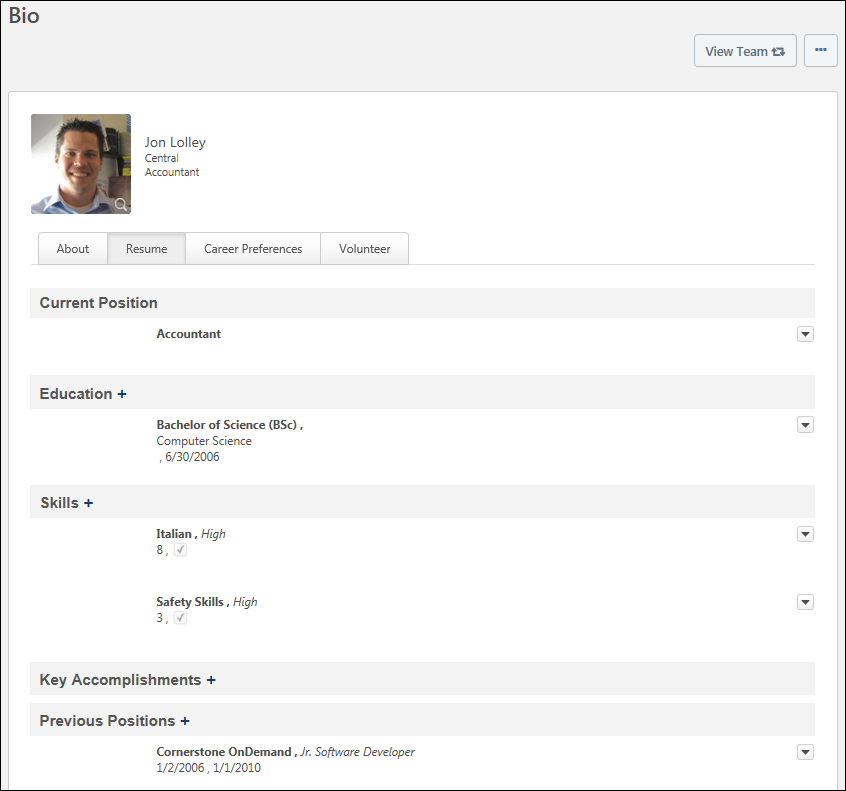 Bio
View Team
...
Jon Lolley
Central
Accountant
About Resume Career Preferences Volunteer
Current Position
Accountant
Education +
Bachelor of Science (BSc) ,
Computer Science
, 6/30/2006
Skills +
Italian , High
8 ,
Safety Skills , High
3 ,
Key Accomplishments +
Previous Positions +
Cornerstone OnDemand , Jr. Software Developer
1/2/2006 , 1/1/2010